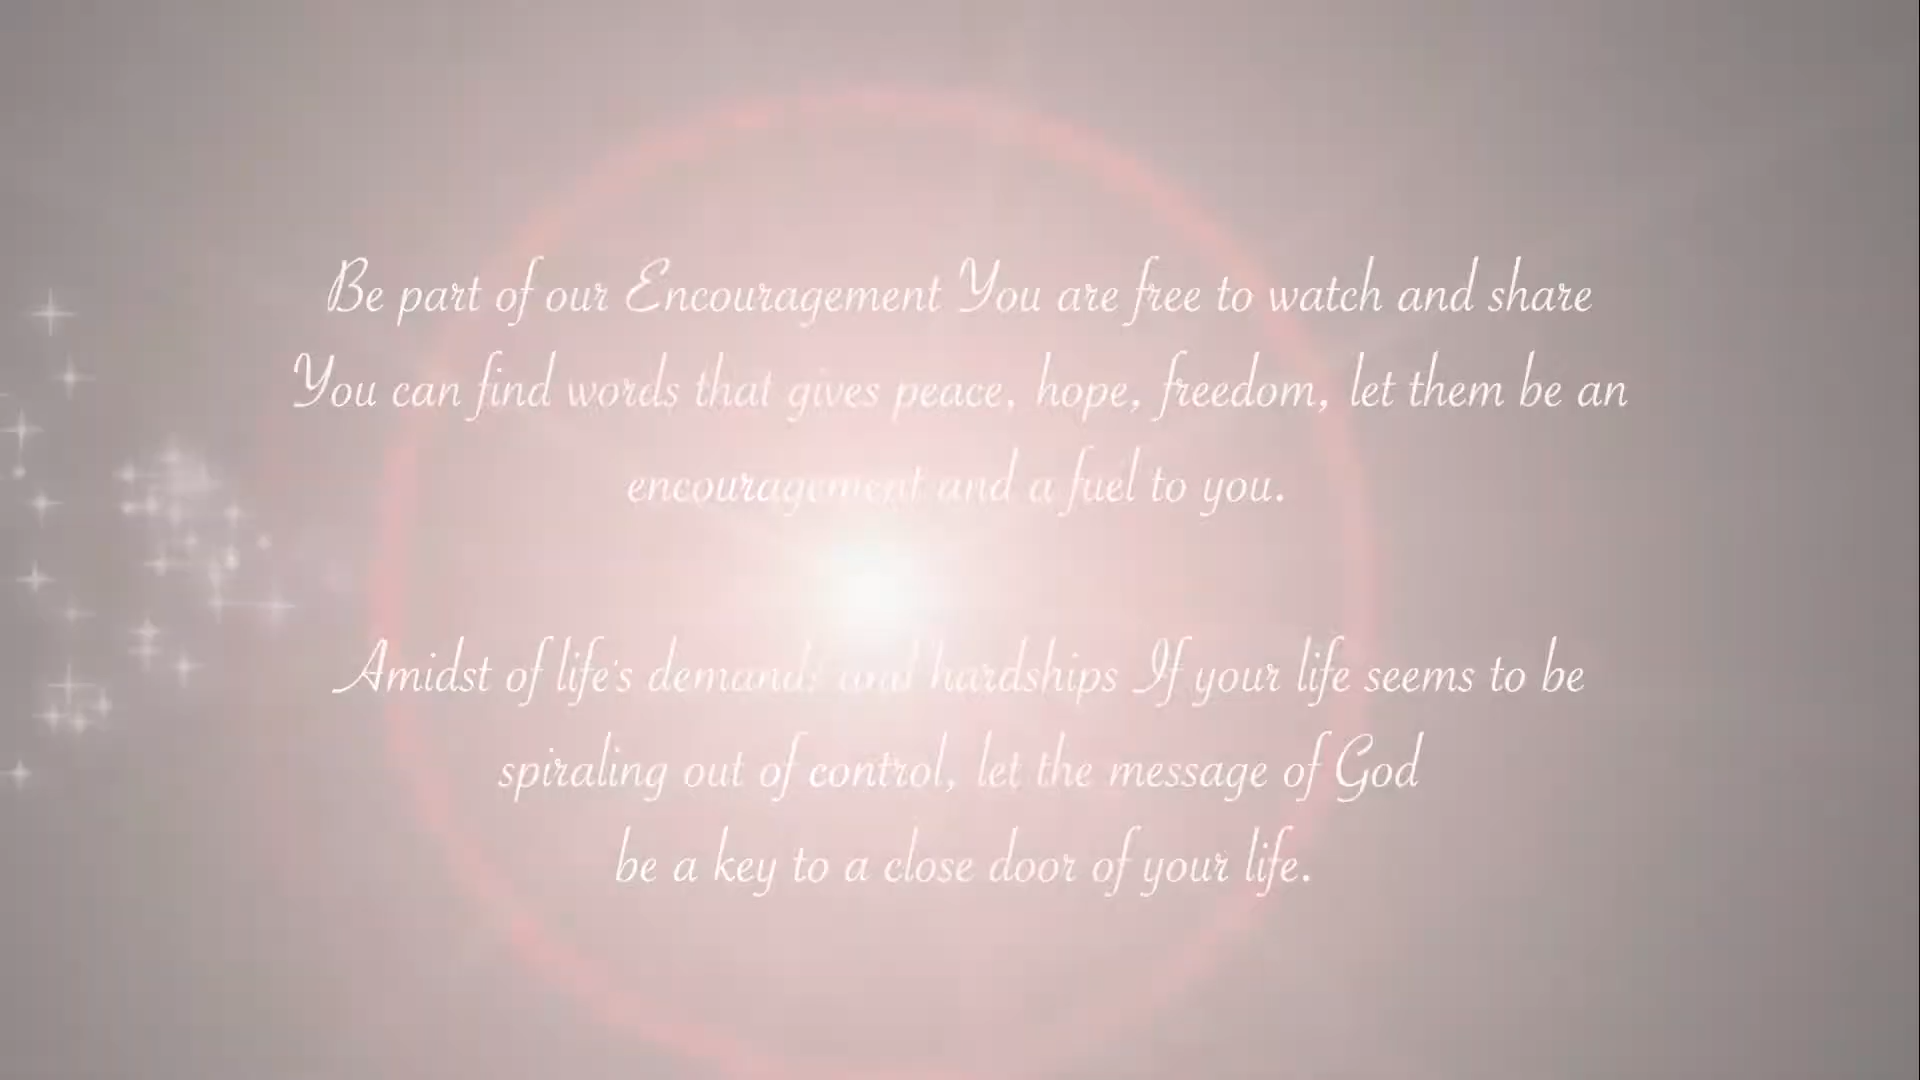 Be part of our Encouragement You are free to watch and share
You can find words that gives peace, hope, freedom, let them be an
encouragement and a fuel to you.
Amidst of life's demands and hardships If your life seems to be
spiraling out of control, let the message of God
be a key to a close door of your life.